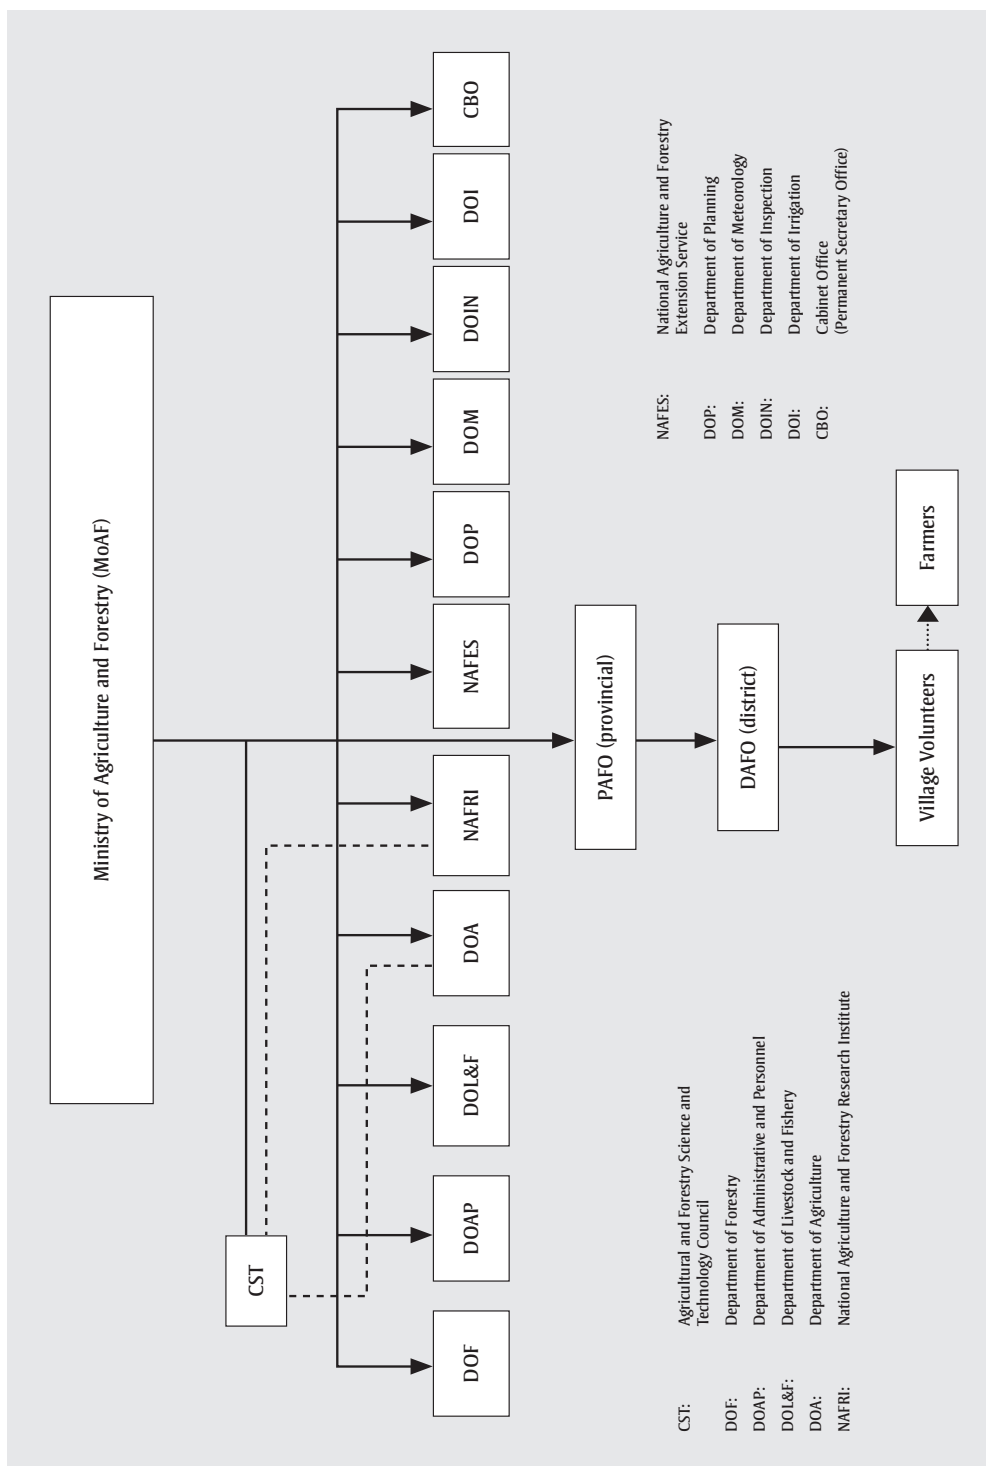 Ministry of Agriculture and Forestry (MoAF)
CST
DOF
DOAP
DOL&F
DOA
NAFRI
NAFES
DOP
DOM
DOIN
DOI
CBO
PAFO (provincial)
DAFO (district)
Village Volunteers
Farmers
CST: Agricultural and Forestry Science and
Technology Council
DOF: Department of Forestry
DOAP: Department of Administrative and Personnel
DOL&F: Department of Livestock and Fishery
DOA: Department of Agriculture
NAFRI: National Agriculture and Forestry Research Institute
NAFES: National Agriculture and Forestry
Extension Service
DOP: Department of Planning
DOM: Department of Meteorology
DOIN: Department of Inspection
DOI: Department of Irrigation
CBO: Cabinet Office
(Permanent Secretary Office)